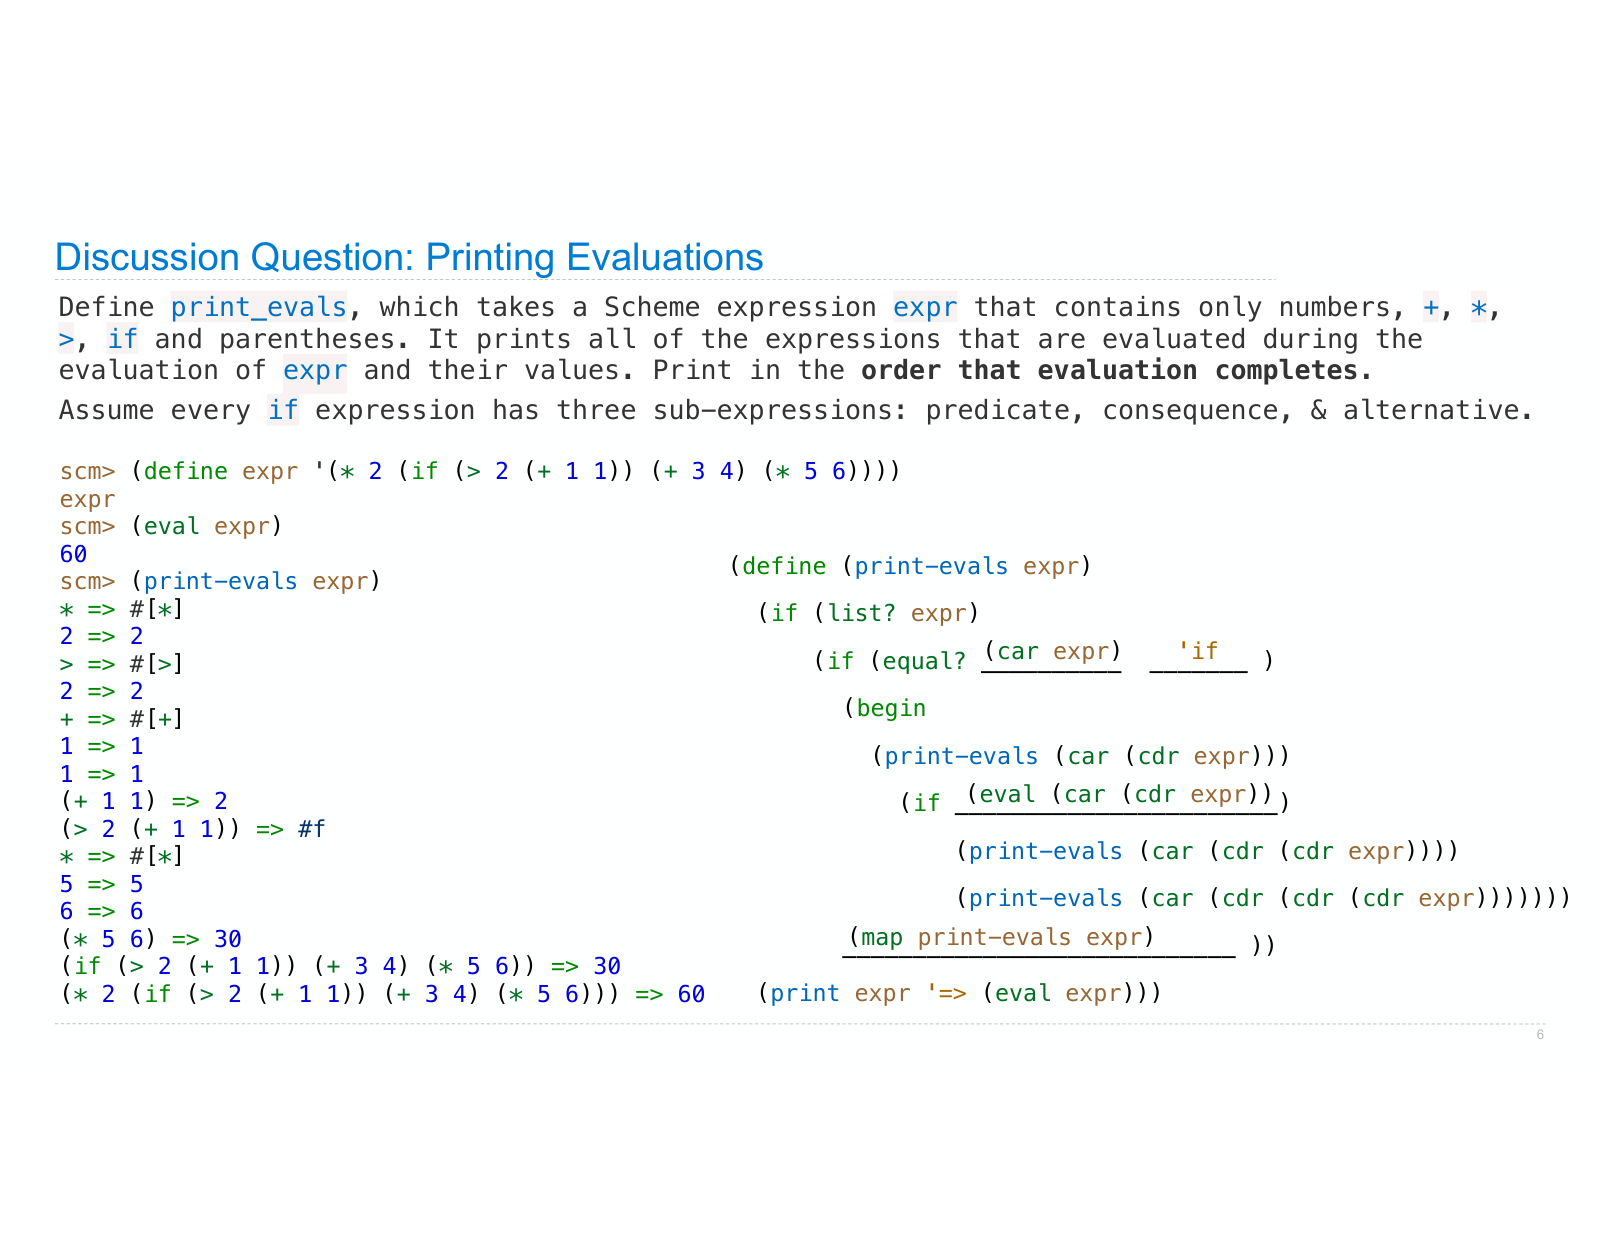 Discussion Question: Printing Evaluations
Define print_evals, which takes a Scheme expression expr that contains only numbers, +, *,
>, if and parentheses. It prints all of the expressions that are evaluated during the
evaluation of expr and their values. Print in the order that evaluation completes.
Assume every if expression has three sub-expressions: predicate, consequence, & alternative.
scm> (define expr '(* 2 (if (> 2 (+ 1 1)) (+ 3 4) (* 5 6))))
expr
scm> (eval expr)
60
scm> (print-evals expr)
* => #[*]
2 => 2
> => #[>]
2 => 2
+ => #[+]
1 => 1
1 => 1
(+ 1 1) => 2
(> 2 (+ 1 1)) => #f
* => #[*]
5 => 5
6 => 6
(* 5 6) => 30
(if (> 2 (+ 1 1)) (+ 3 4) (* 5 6)) => 30
(* 2 (if (> 2 (+ 1 1)) (+ 3 4) (* 5 6))) => 60
(define (print-evals expr)
(if (list? expr)
(if (equal? (car expr) 'if )
(begin
(print-evals (car (cdr expr)))
(if (eval (car (cdr expr)))
(print-evals (car (cdr (cdr expr))))
(print-evals (car (cdr (cdr (cdr expr)))))))
(map print-evals expr) ))
(print expr '=> (eval expr)))
6